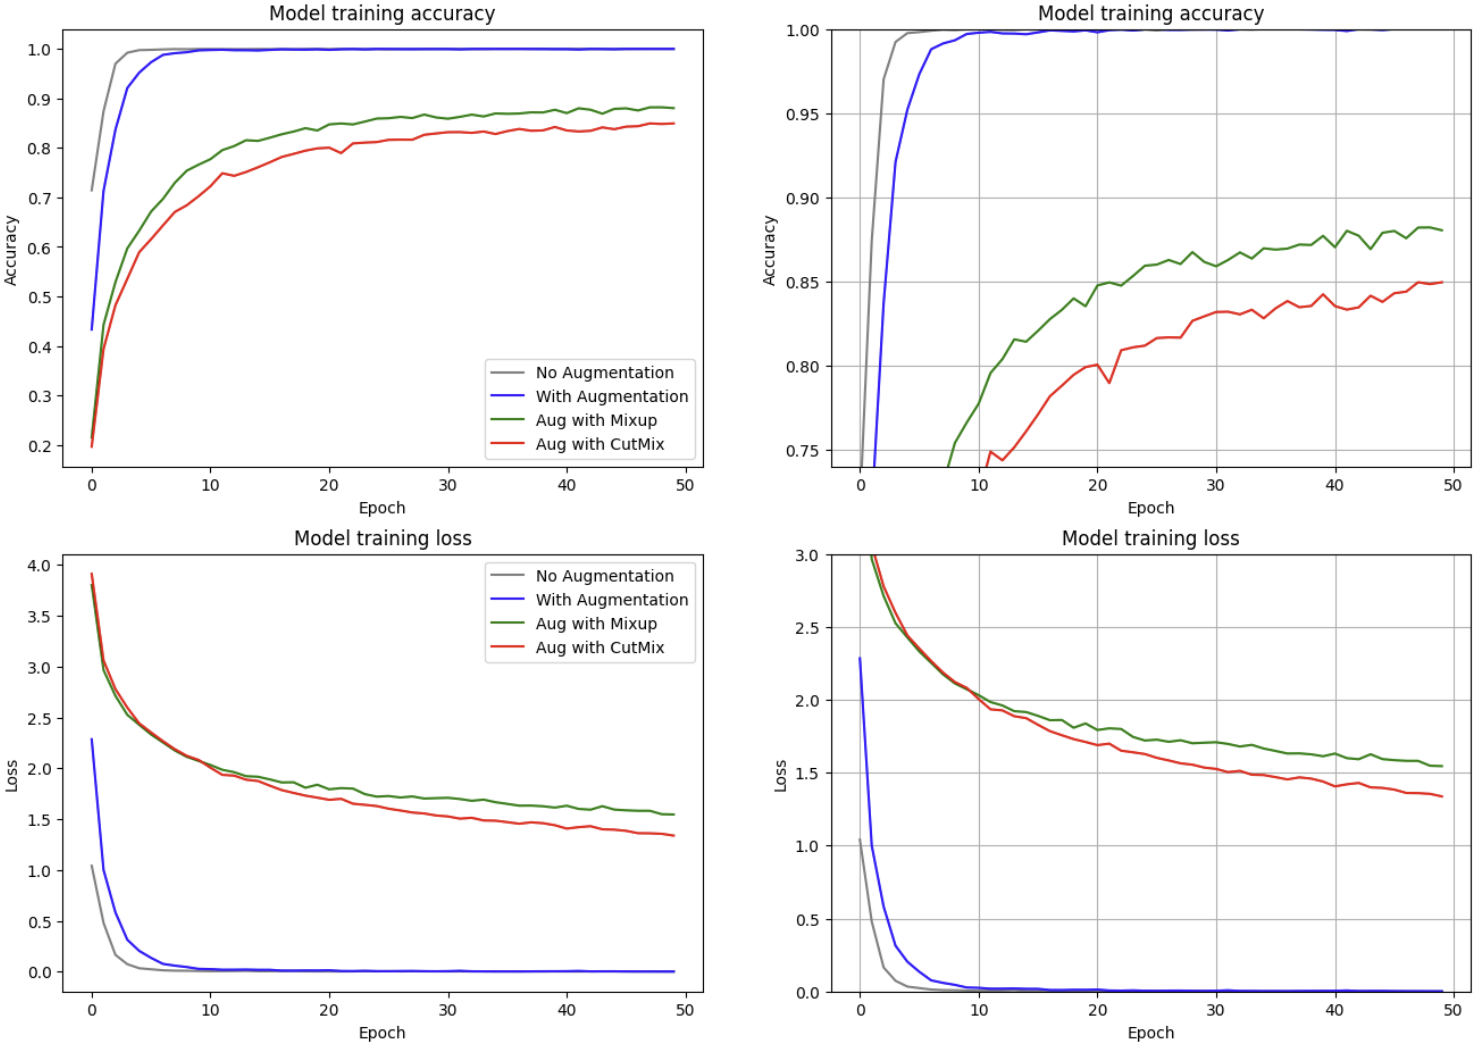 Model training accuracy
Accuracy
1.0
0.9
0.8
0.7
0.6
0.5
0.4
0.3
0.2
No Augmentation
With Augmentation
Aug with Mixup
Aug with CutMix
0 10 20 30 40 50
Epoch
Model training accuracy
Accuracy
1.00
0.95
0.90
0.85
0.80
0.75
0 10 20 30 40 50
Epoch
Model training loss
Loss
4.0
3.5
3.0
2.5
2.0
1.5
1.0
0.5
0.0
No Augmentation
With Augmentation
Aug with Mixup
Aug with CutMix
0 10 20 30 40 50
Epoch
Model training loss
Loss
3.0
2.5
2.0
1.5
1.0
0.5
0.0
0 10 20 30 40 50
Epoch